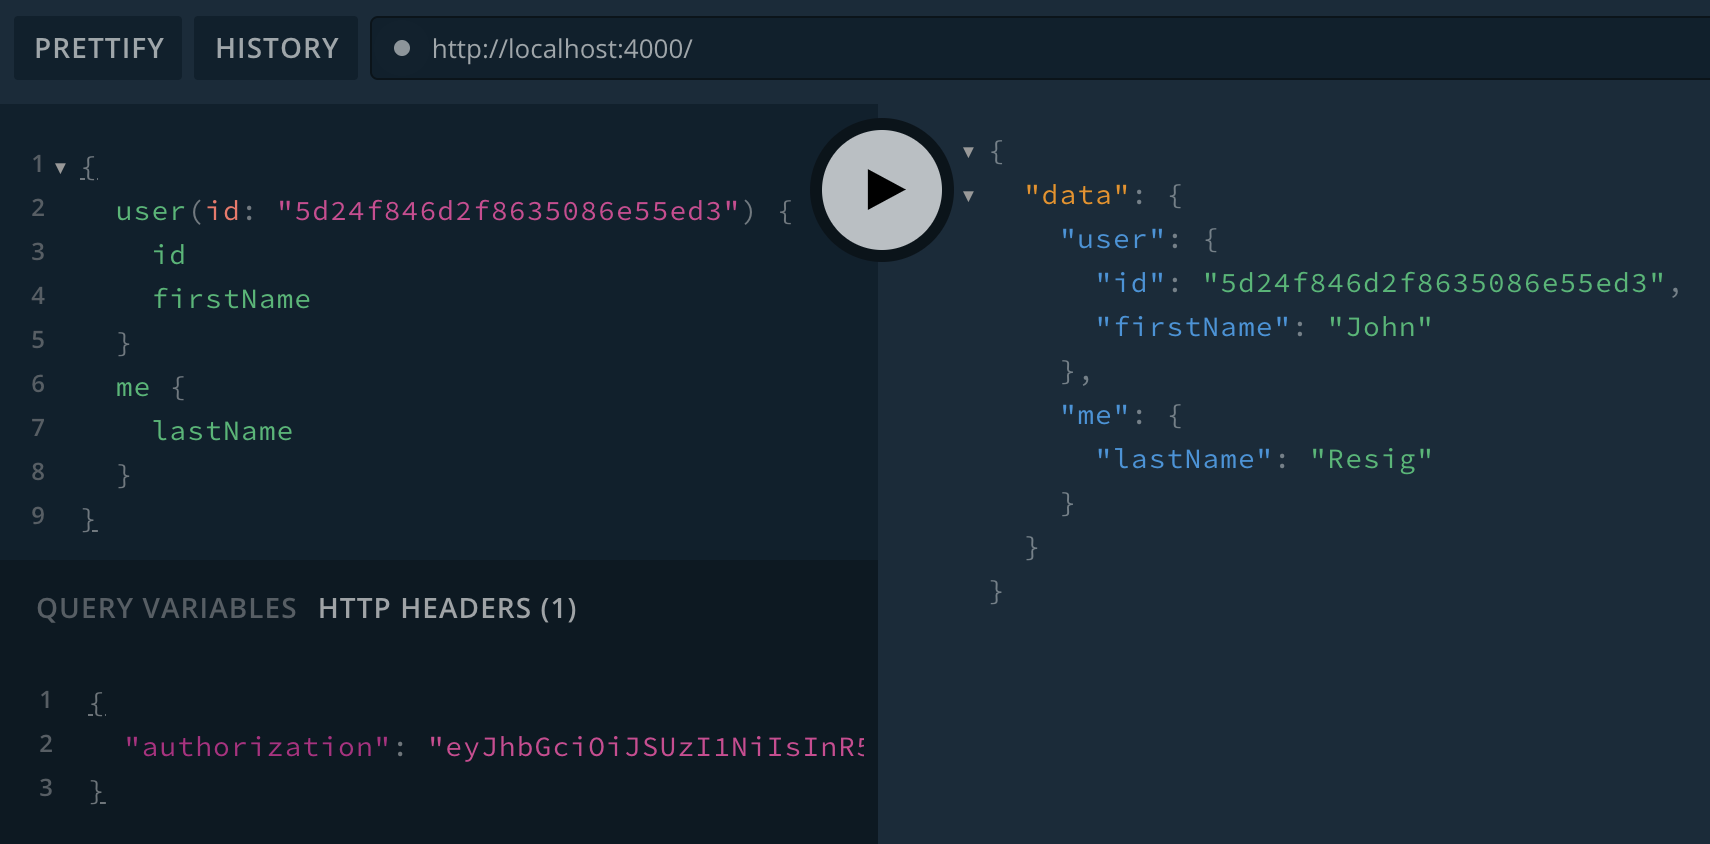 PRETTIFY HISTORY http://localhost:4000/
1 {
2 user(id: "5d24f846d2f8635086e55ed3") {
3 id
4 firstName
5 }
6 me {
7 lastName
8 }
9 }
QUERY VARIABLES HTTP HEADERS (1)
1 {
2 "authorization": "eyJhbGciOiJSUzI1NiIsInR5
3 }
{
"data": {
"user": {
"id": "5d24f846d2f8635086e55ed3",
"firstName": "John"
},
"me": {
"lastName": "Resig"
}
}
}